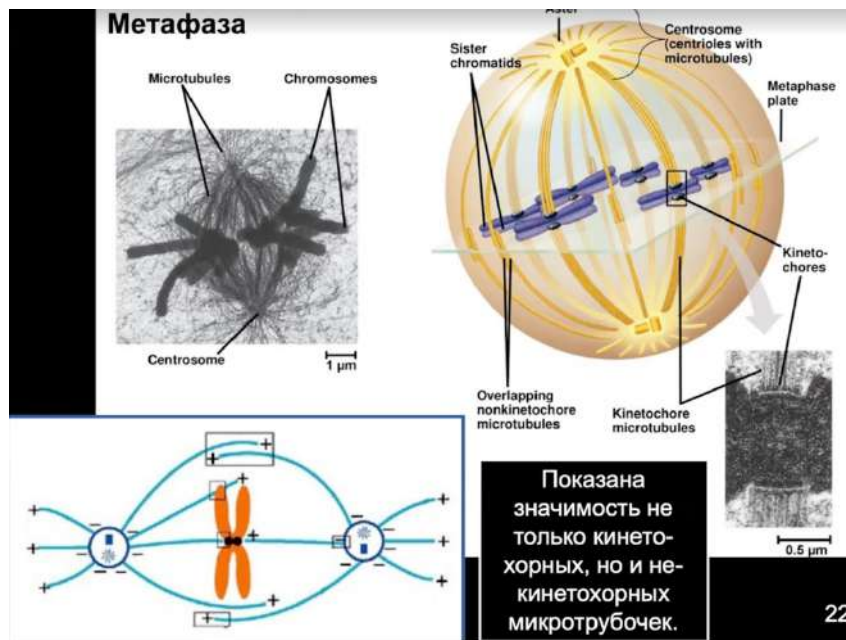 Метафаза
Microtubules
Chromosomes
Centrosome
1 µm
Aster
Sister
chromatids
Centrosome
(centrioles with
microtubules)
Metaphase
plate
Kineto-
chores
Overlapping
nonkinetochore
microtubules
Kinetochore
microtubules
0.5 µm
+ +
+ + +
− − − −
+ − + − − +
+ − − − − +
+ +
Показана
значимость не
только кинето-
хорных, но и не-
кинетохорных
микротрубочек.
22